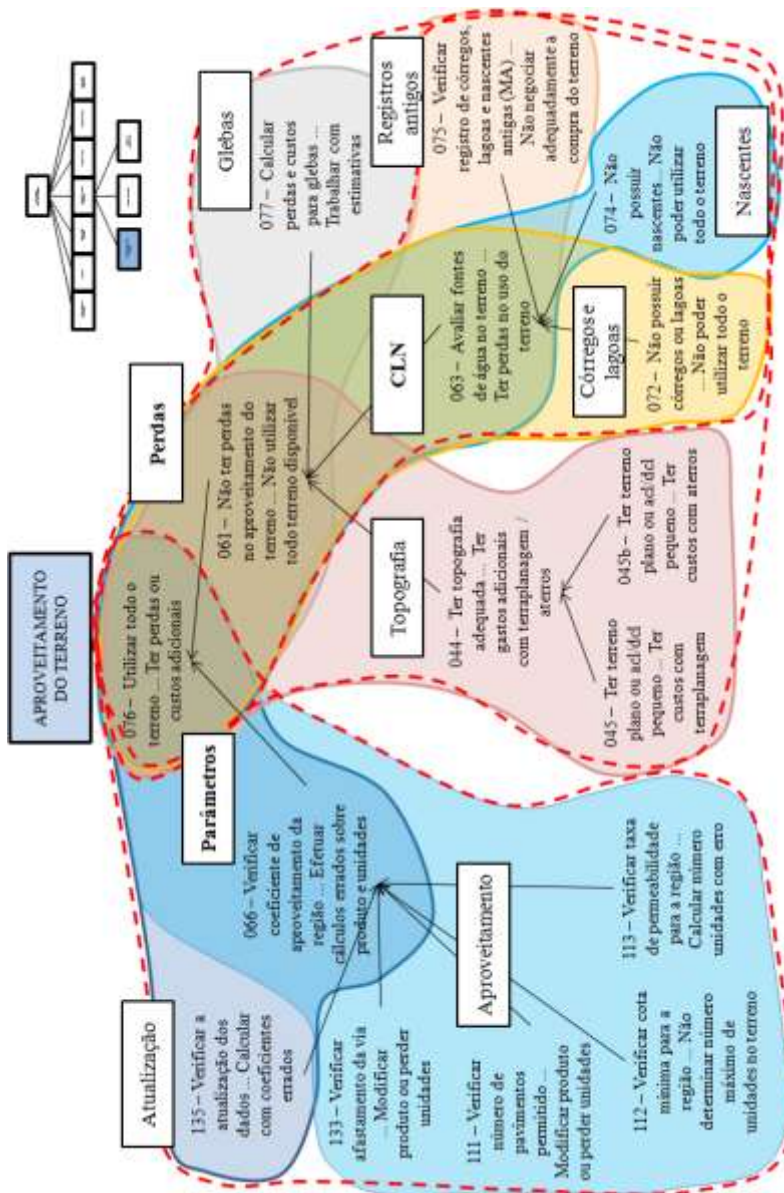 APROVEITAMENTO
DO TERRENO
Atualização
135 – Verificar a
atualização dos
dados ... Calcular
com coeficientes
errados
133 – Verificar
afastamento da via
... Modificar
produto ou perder
unidades
111 – Verificar
número de
pavimentos
permitido ...
Modificar produto
ou perder unidades
112 – Verificar cota
mínima para a
região ... Não
determinar número
máximo de
unidades no terreno
113 – Verificar taxa
de permeabilidade
para a região ...
Calcular número
unidades com erro
Aproveitamento
Parâmetros
066 – Verificar
coeficiente de
aproveitamento da
região ... Efetuar
cálculos errados sobre
produto e unidades
076 – Utilizar todo o
terreno ... Ter perdas ou
custos adicionais
Perdas
061 – Não ter perdas
no aproveitamento do
terreno ... Não utilizar
todo terreno disponível
Topografia
044 – Ter topografia
adequada ... Ter
gastos adicionais
com terraplanagem /
aterros
045 – Ter terreno
plano ou acl/dcl
pequeno ... Ter
custos com
terraplanagem
045b – Ter terreno
plano ou acl/dcl
pequeno ... Ter
custos com aterros
CLN
063 – Avaliar fontes
de água no terreno ...
Ter perdas no uso do
terreno
Córregos e
lagoas
072 – Não possuir
córregos ou lagoas
... Não poder
utilizar todo o
terreno
Glebas
077 – Calcular
perdas e custos
para glebas ...
Trabalhar com
estimativas
Registros
antigos
075 – Verificar
registro de córregos,
lagoas e nascentes
antigas (MA) ...
Não negociar
adequadamente a
compra do terreno
074 – Não
possuir
nascentes... Não
poder utilizar
todo o terreno
Nascentes